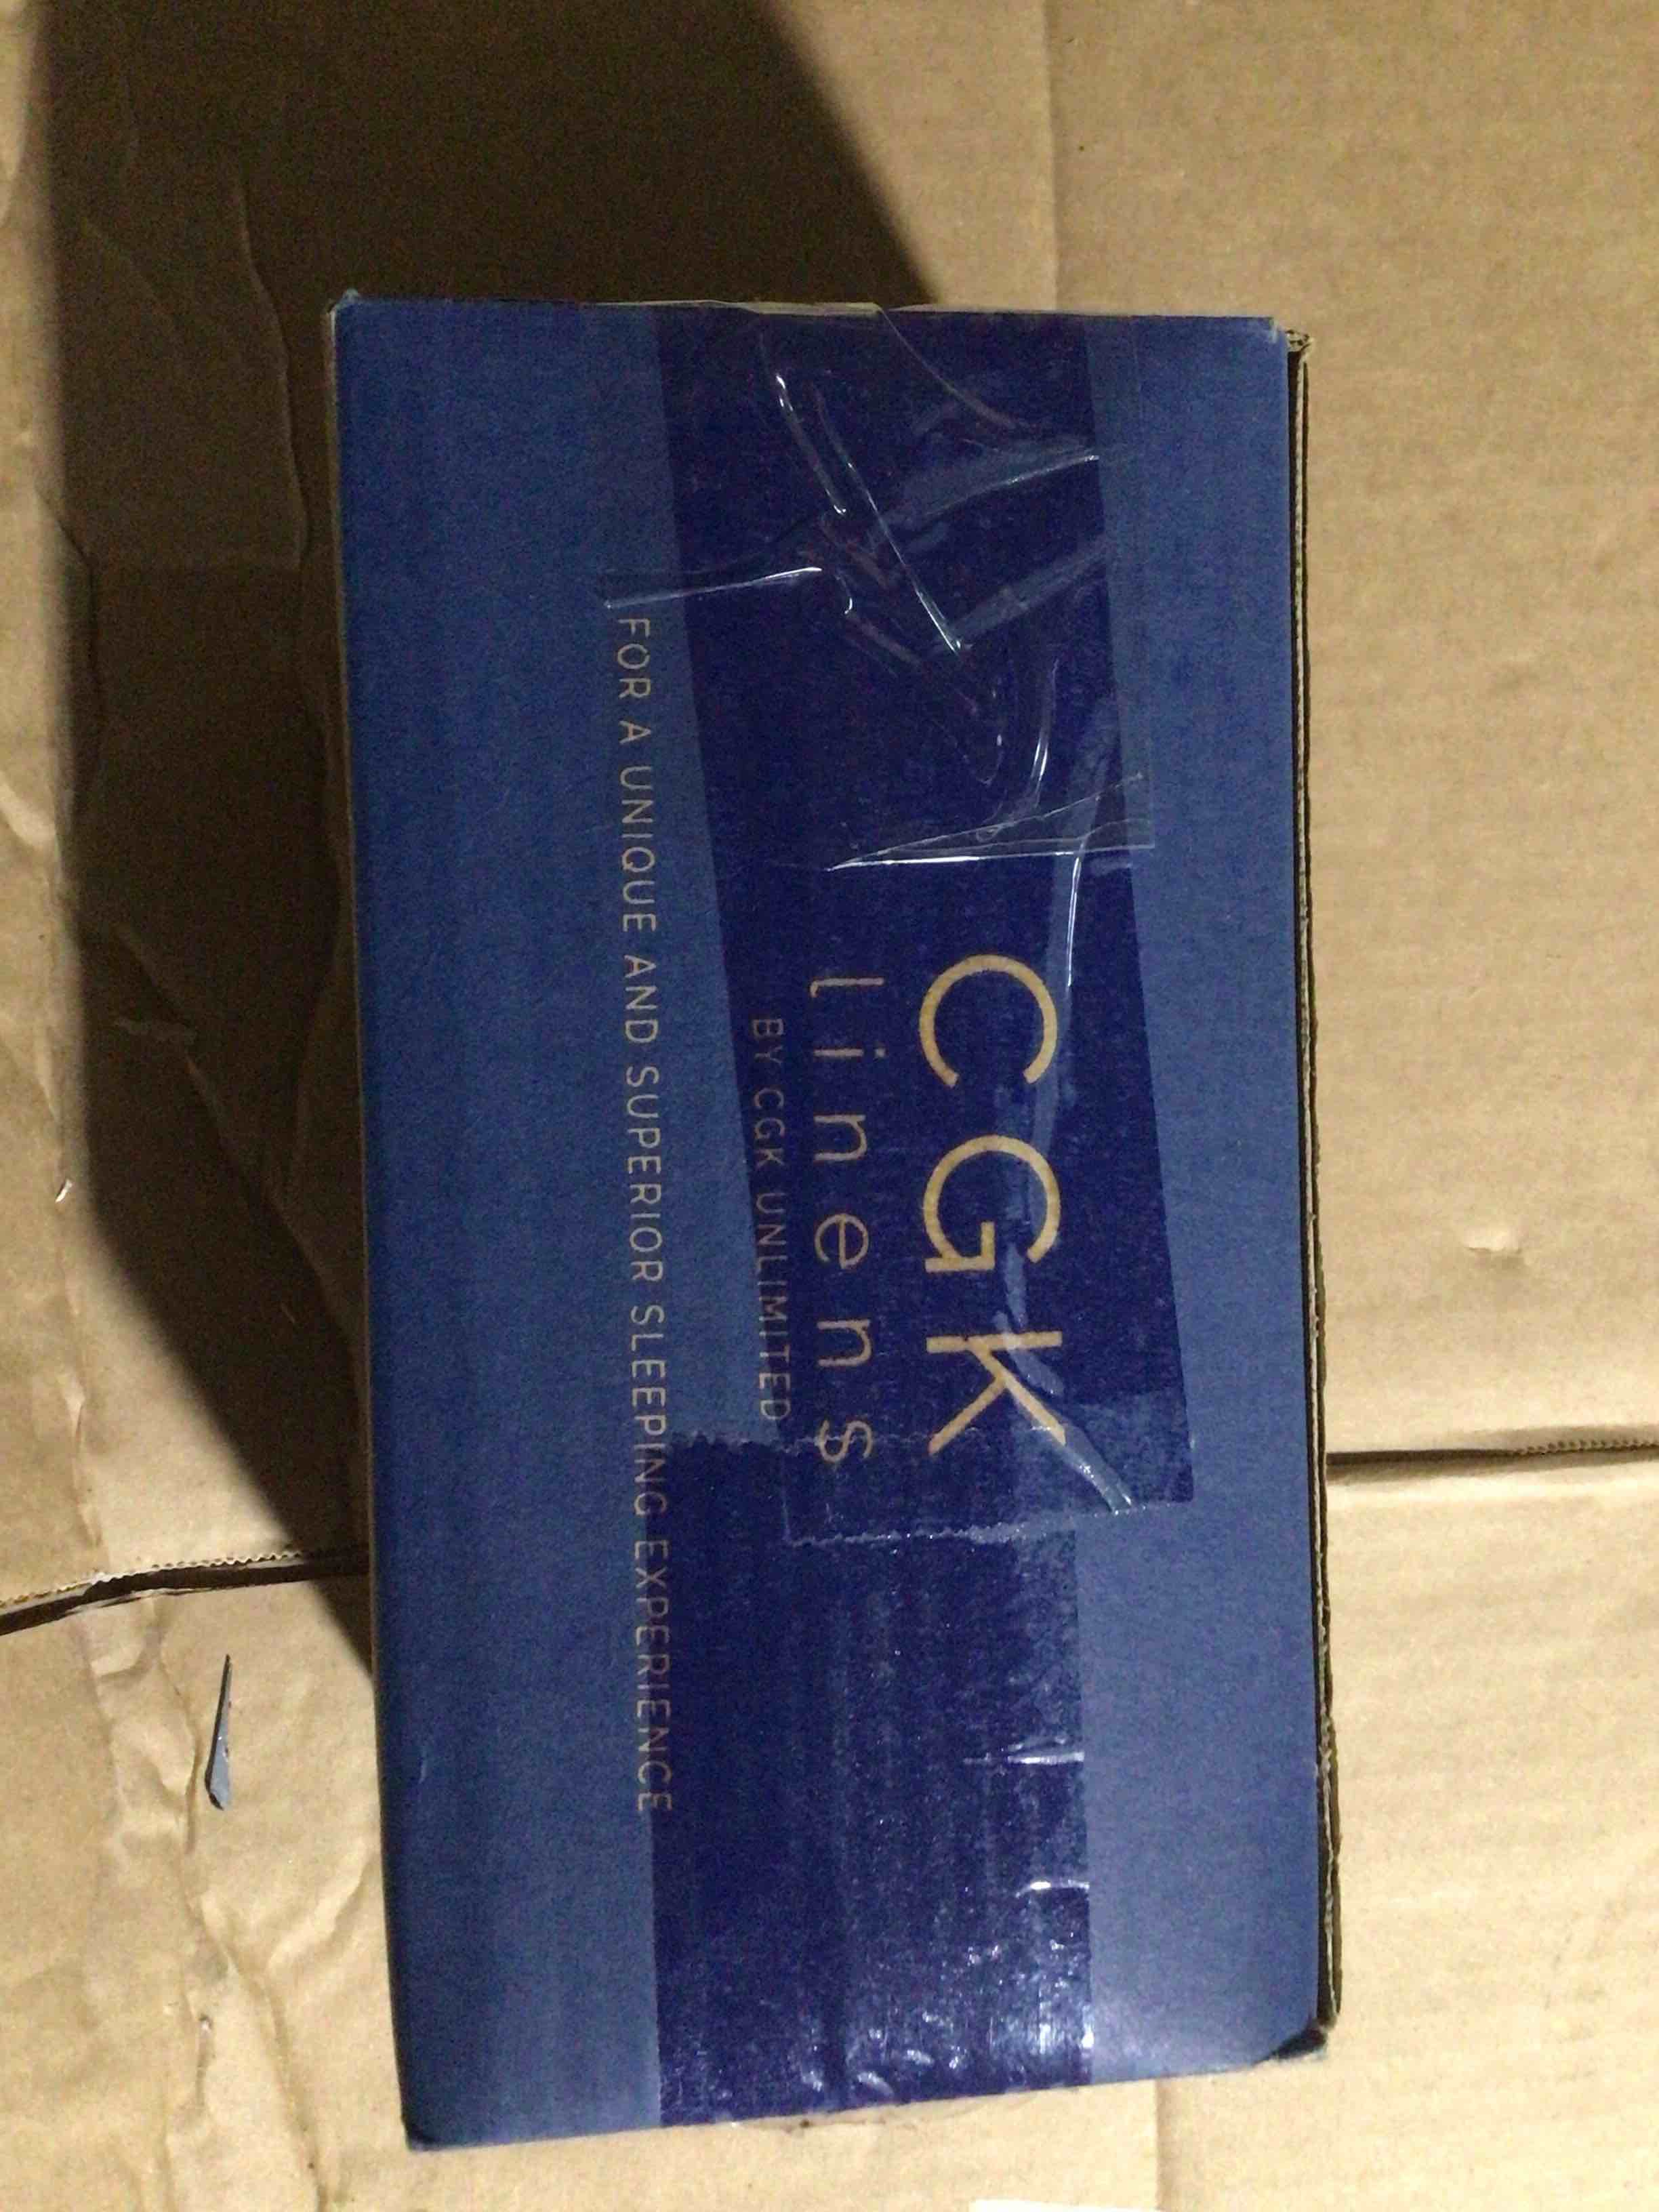 CGK
linens
BY CGK UNLIMITED
FOR A UNIQUE AND SUPERIOR SLEEPING EXPERIENCE